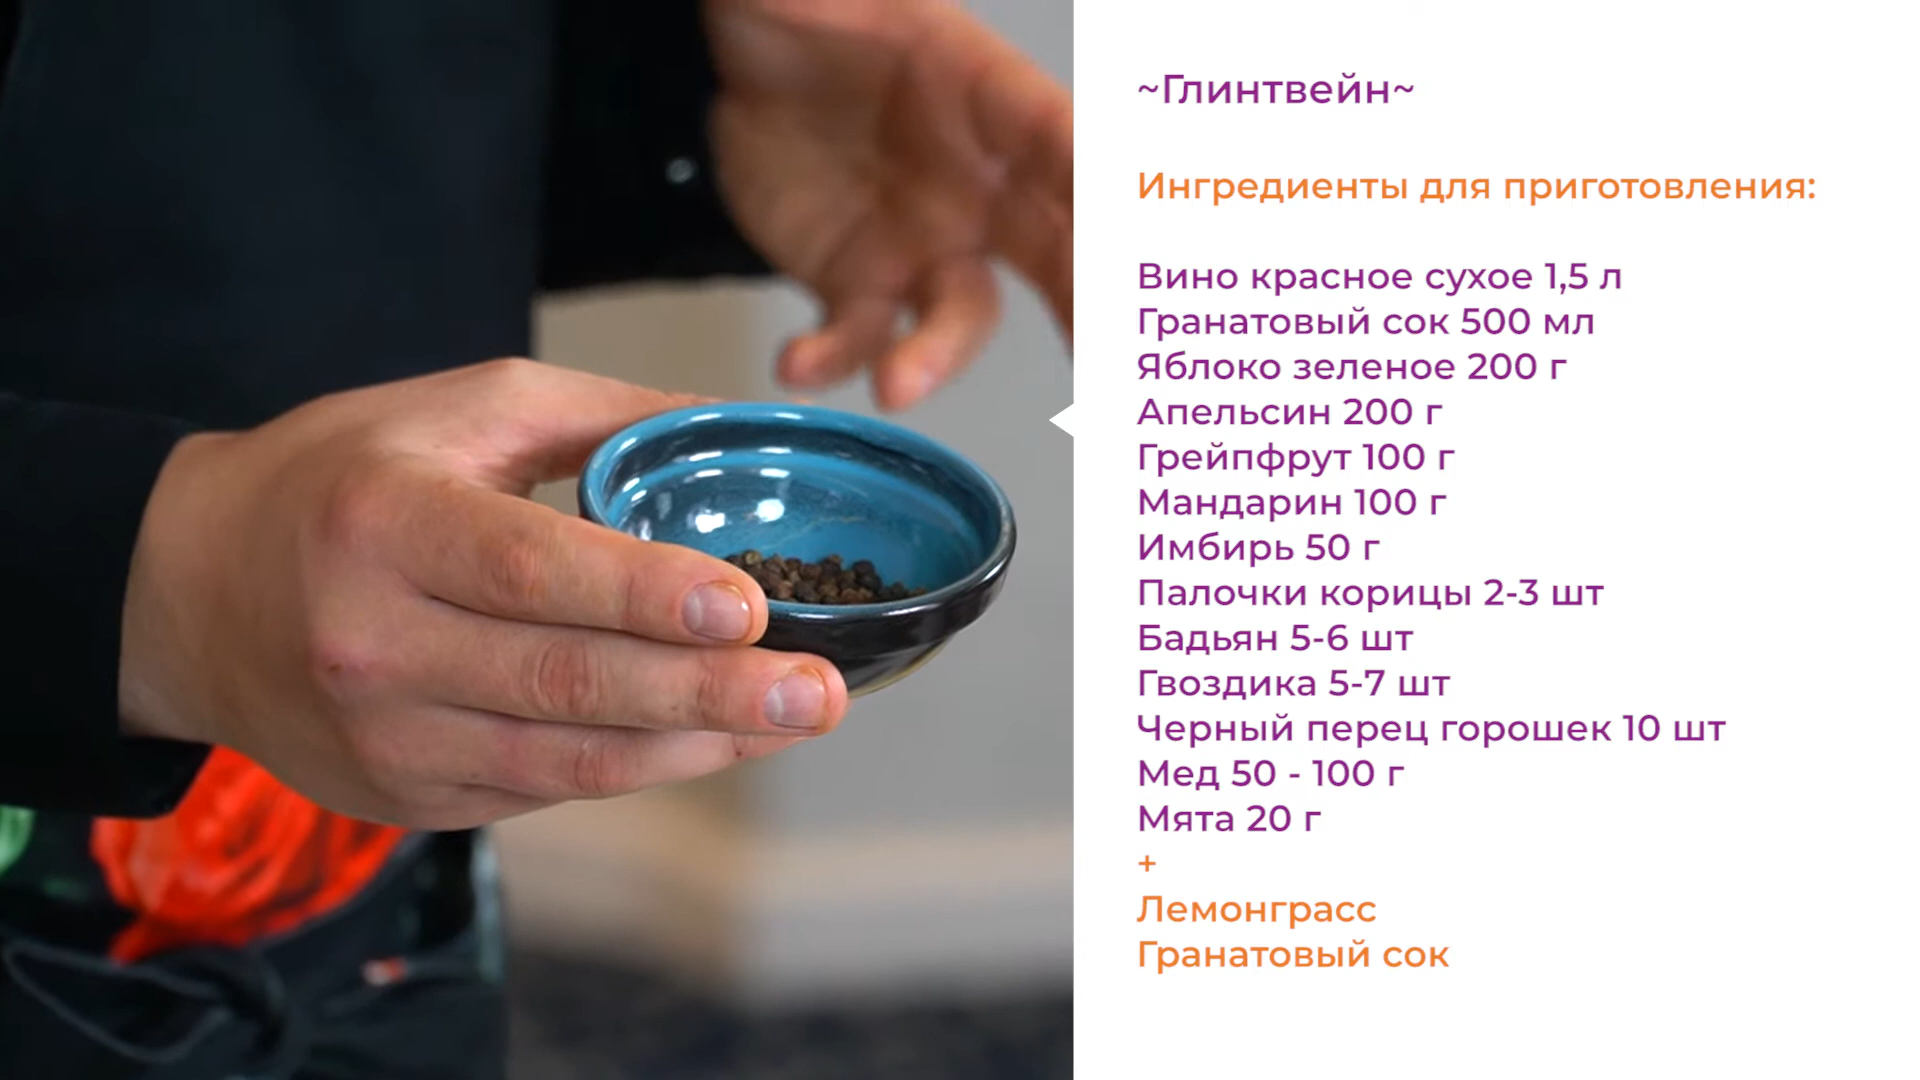 ~Глинтвейн~
Ингредиенты для приготовления:
Вино красное сухое 1,5 л
Гранатовый сок 500 мл
Яблоко зеленое 200 г
Апельсин 200 г
Грейпфрут 100 г
Мандарин 100 г
Имбирь 50 г
Палочки корицы 2-3 шт
Бадьян 5-6 шт
Гвоздика 5-7 шт
Черный перец горошек 10 шт
Мед 50 - 100 г
Мята 20 г
+
Лемонграсс
Гранатовый сок